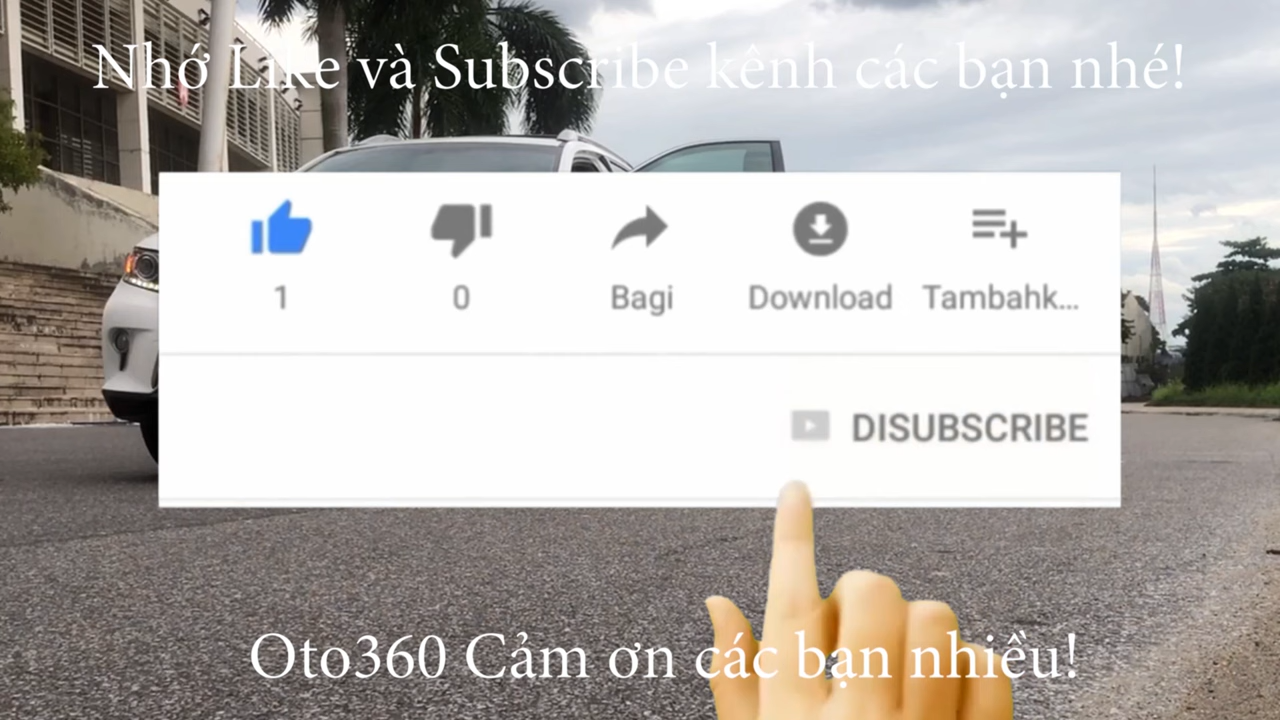 Nhớ Like và Subscribe kênh các bạn nhé!
1 0 Bagi Download Tambahk...
DISUBSCRIBE
Oto360 Cảm ơn các bạn nhiều!